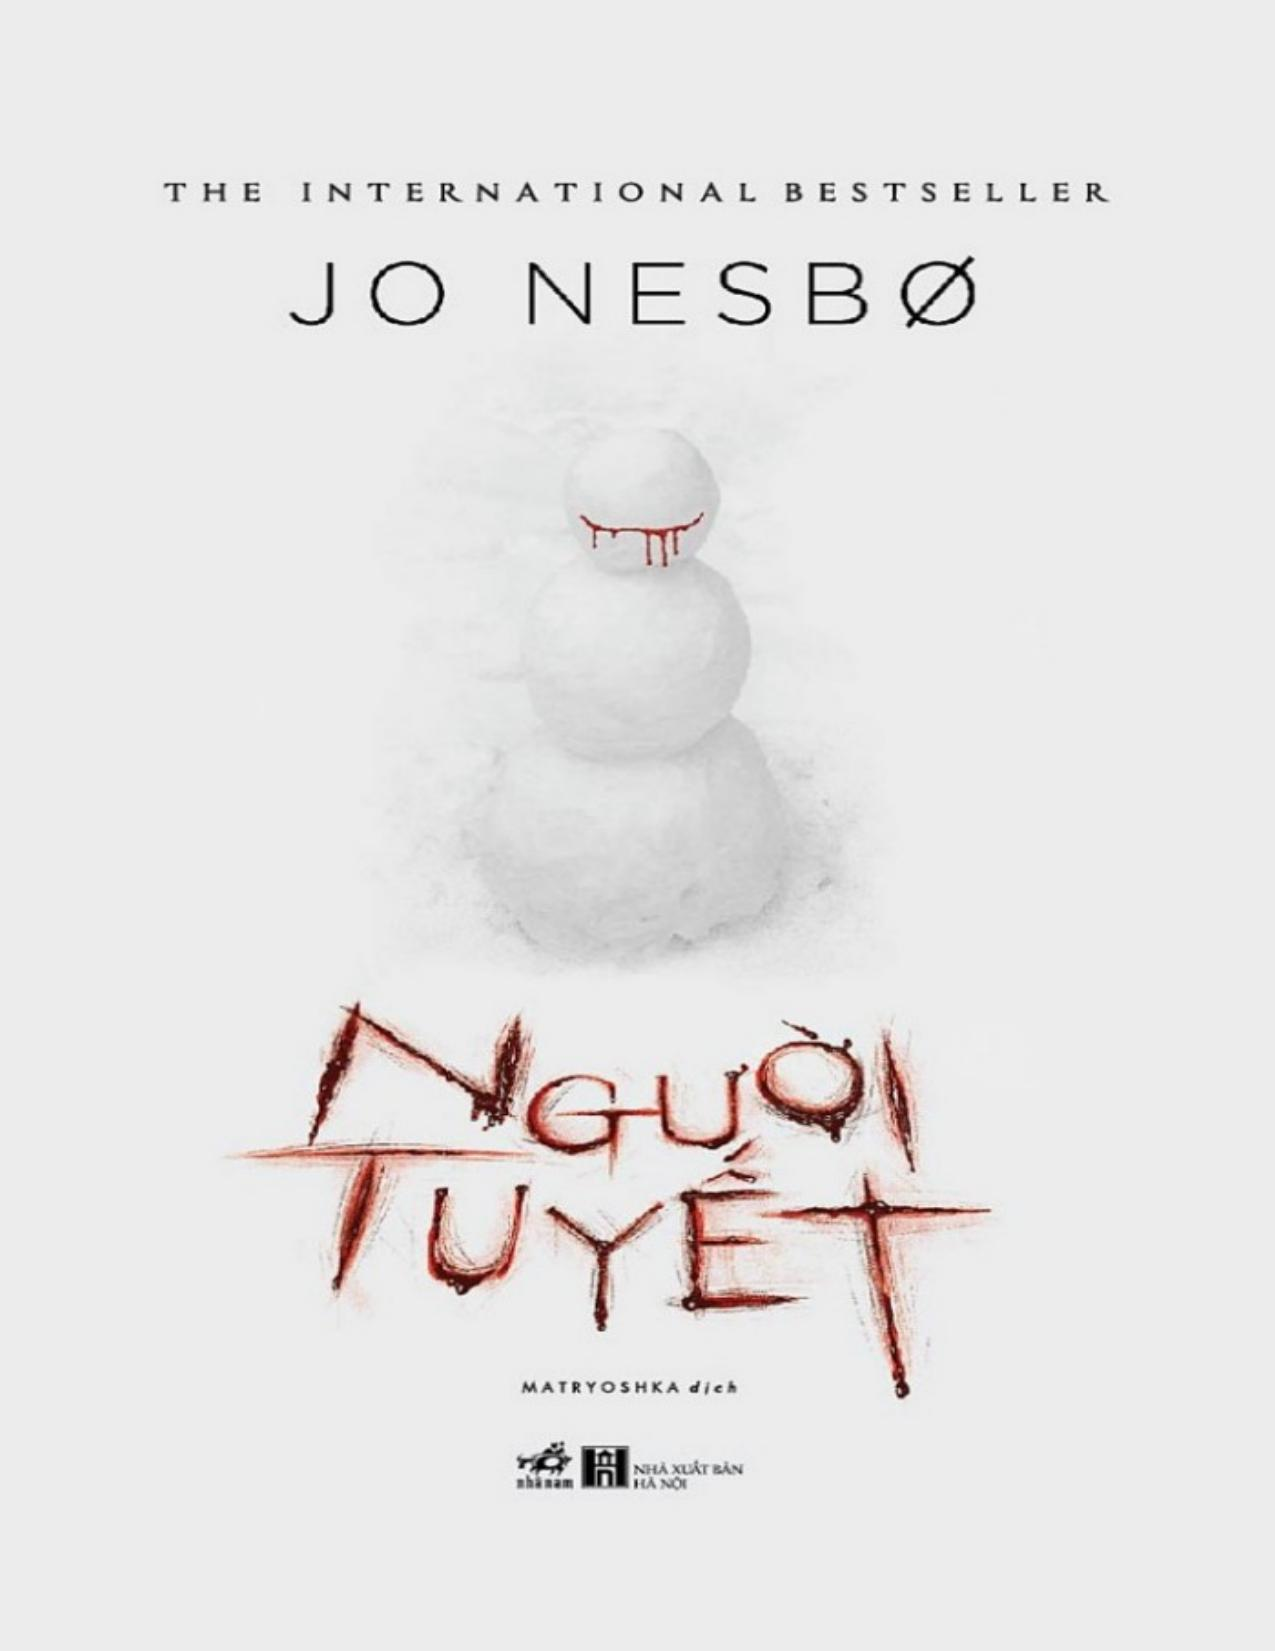 THE INTERNATIONAL BESTSELLER
JO NESBØ
NGƯỜI
TUYẾT
MATRYOSHKA dịch
nhã nam
NHÀ XUẤT BẢN
HÀ NỘI